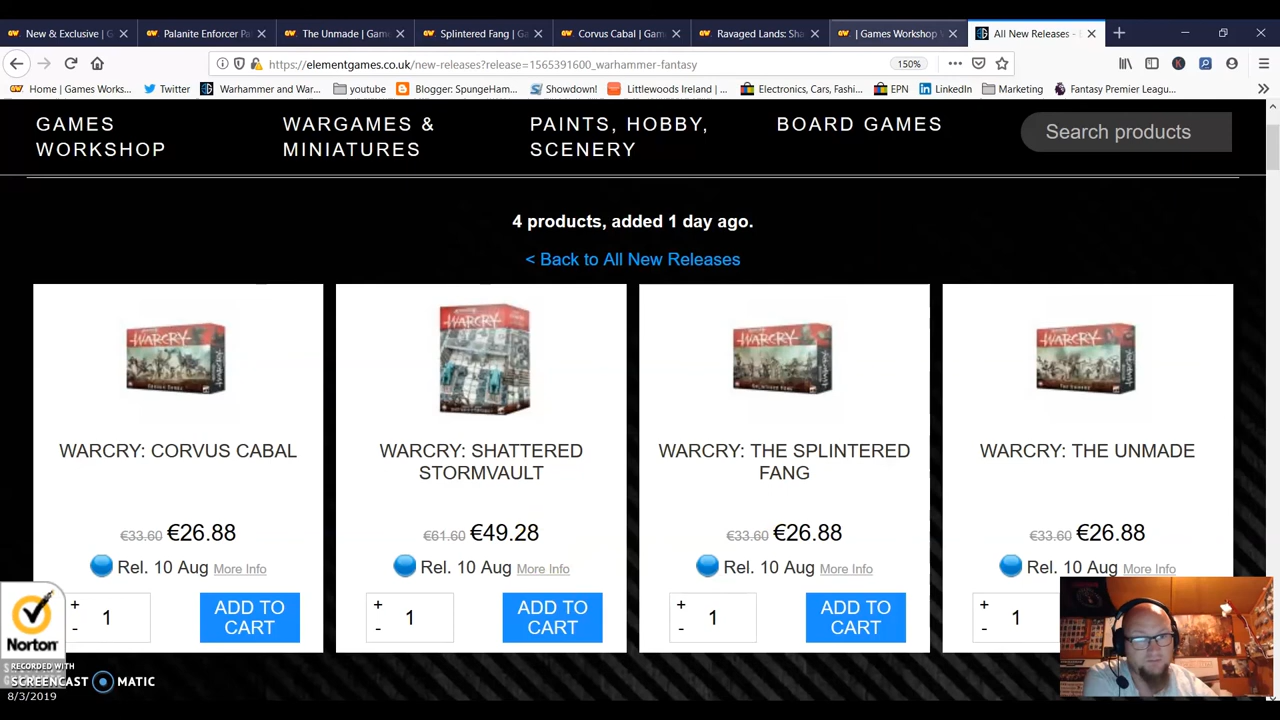 New & Exclusive | G
Palanite Enforcer Pa
The Unmade | Game
Splintered Fang | Ga
Corvus Cabal | Game
Ravaged Lands: Sha
| Games Workshop V
All New Releases -
https://elementgames.co.uk/new-releases?release=1565391600_warhammer-fantasy
150%
Home | Games Works...
Twitter
Warhammer and War...
youtube
Blogger: SpungeHam...
Showdown!
Littlewoods Ireland | ...
Electronics, Cars, Fashi...
EPN
LinkedIn
Marketing
Fantasy Premier Leag...
GAMES
WORKSHOP
WARGAMES &
MINIATURES
PAINTS, HOBBY,
SCENERY
BOARD GAMES
Search products
4 products, added 1 day ago.
< Back to All New Releases
WARCRY
WARCRY
WARCRY
WARCRY
WARCRY: CORVUS CABAL
WARCRY: SHATTERED
STORMVAULT
WARCRY: THE SPLINTERED
FANG
WARCRY: THE UNMADE
€33.60 €26.88
€61.60 €49.28
€33.60 €26.88
€33.60 €26.88
Rel. 10 Aug More Info
Rel. 10 Aug More Info
Rel. 10 Aug More Info
Rel. 10 Aug More Info
+
-
1
ADD TO
CART
+
-
1
ADD TO
CART
+
-
1
ADD TO
CART
+
-
1
Norton
RECORDED WITH
SCREENCAST MATIC
8/3/2019